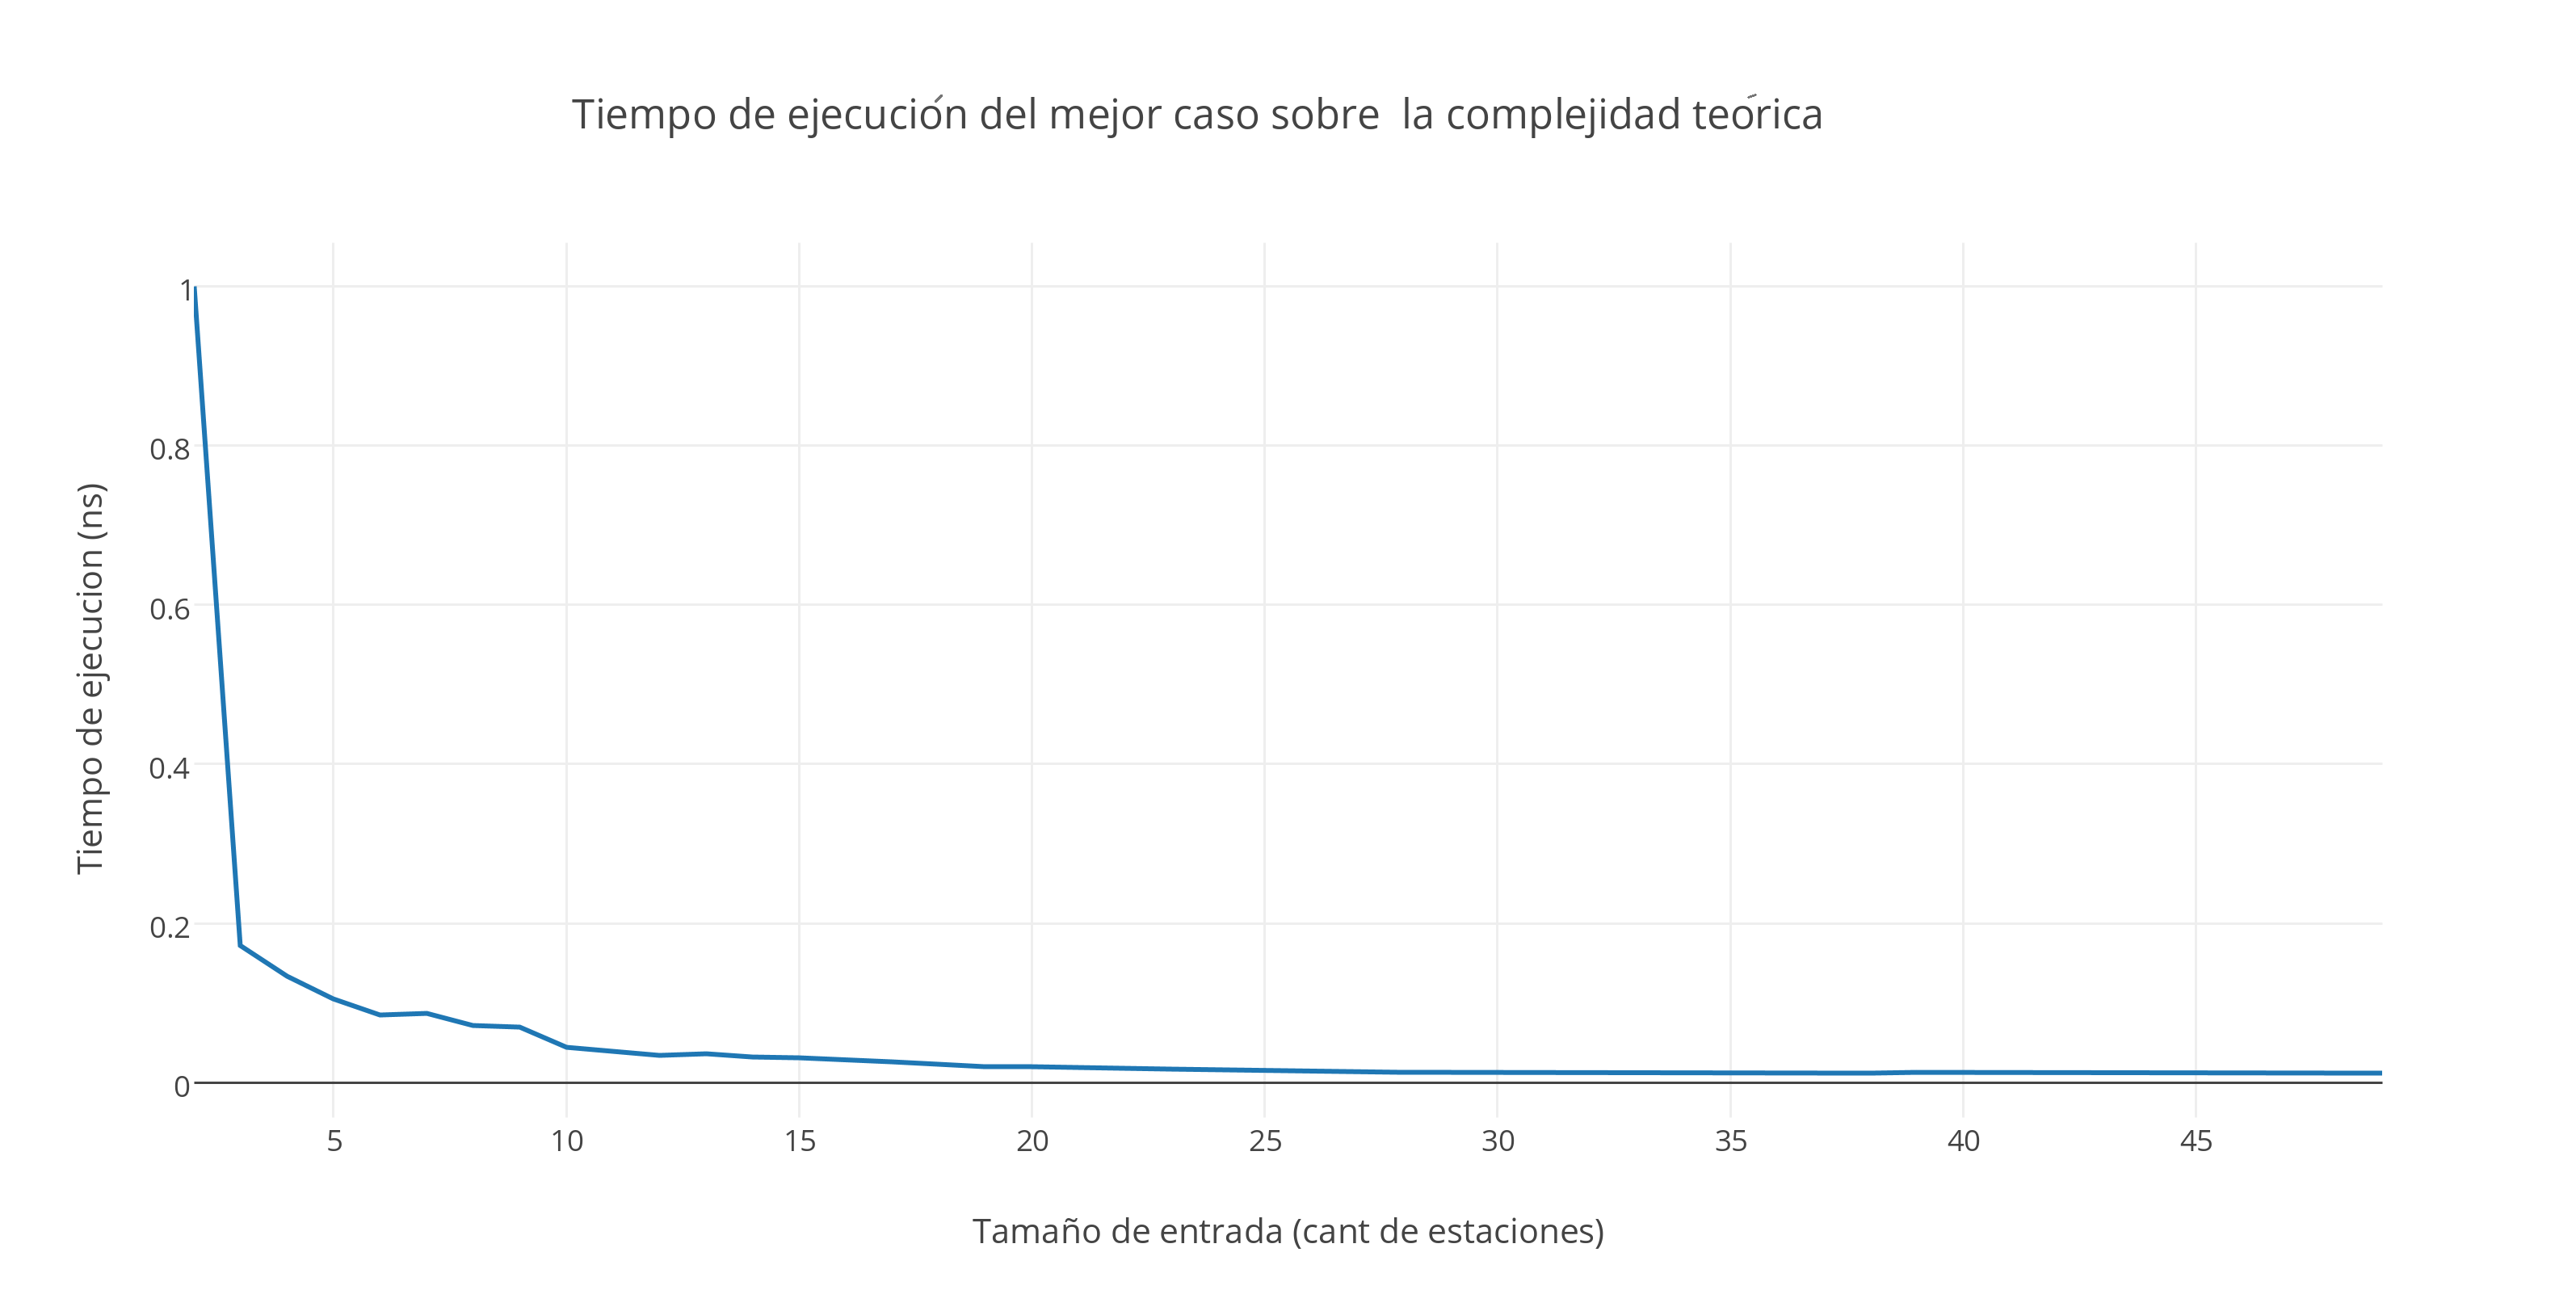 Tiempo de ejecución del mejor caso sobre  la complejidad teórica
Tiempo de ejecucion (ns)
1
0.8
0.6
0.4
0.2
0
5 10 15 20 25 30 35 40 45
Tamaño de entrada (cant de estaciones)